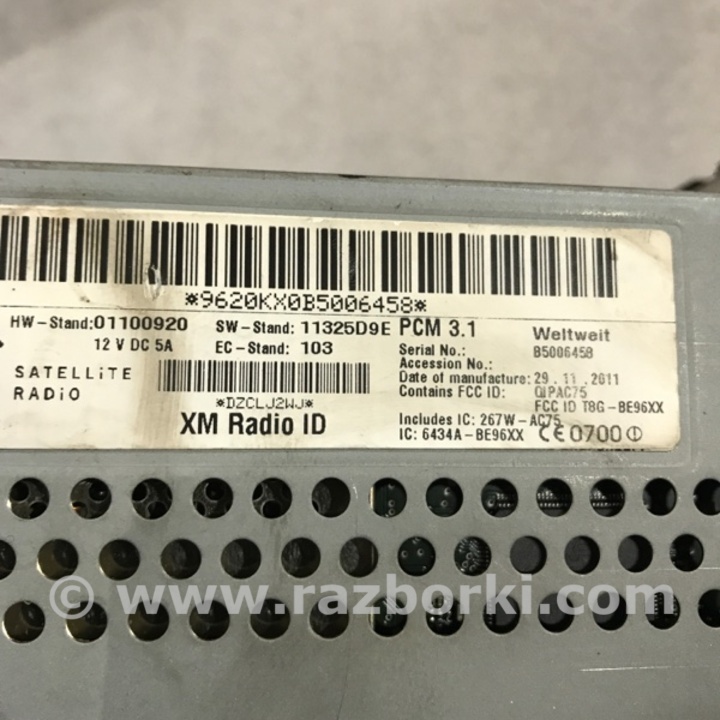 *9620KX0B5006458*
HW-Stand:01100920 SW-Stand: 11325D9E PCM 3.1 Weltweit
12 V DC 5A EC-Stand: 103 Serial No.: B5006458
Accession No.:
SATELLiTE Date of manufacture: 29.11.2011
RADiO Contains FCC ID: QIPAC75
*DZCLJ2WJ* FCC ID T8G-BE96XX
XM Radio ID Includes IC: 267W-AC75
IC: 6434A-BE96XX CE0700
© www.razborki.com